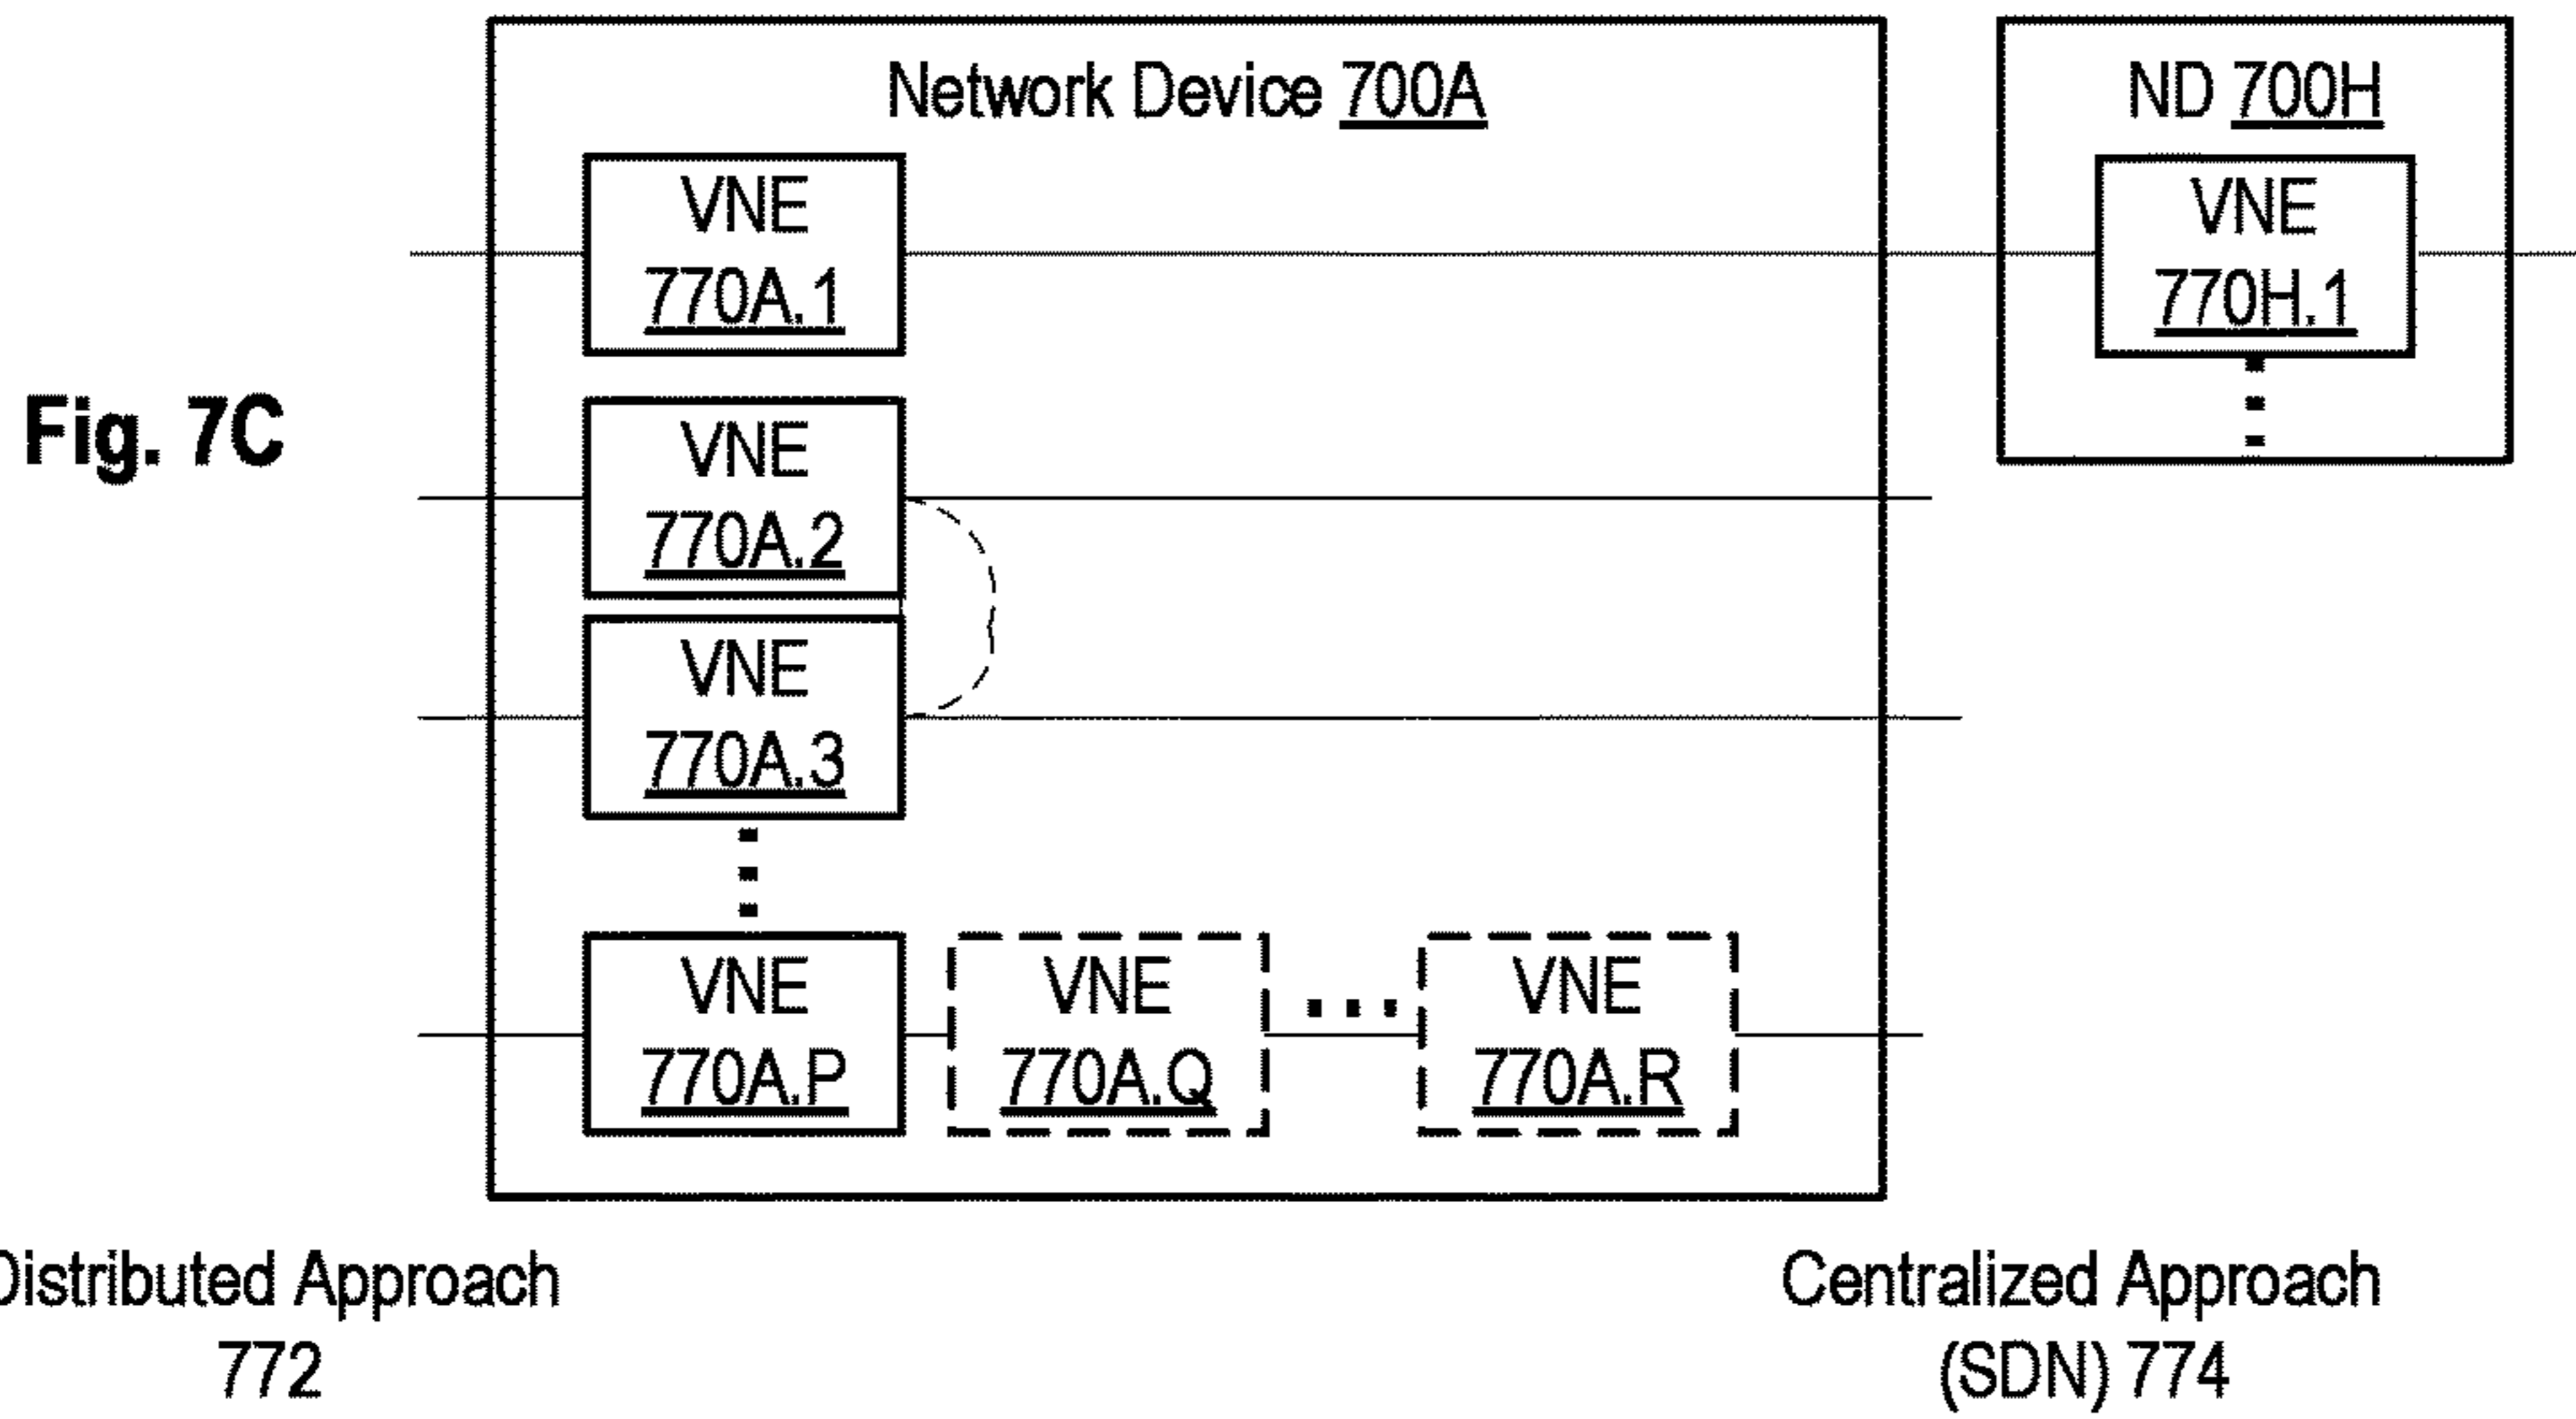 Network Device 700A
ND 700H
VNE
770A.1
VNE
770H.1
Fig. 7C
VNE
770A.2
VNE
770A.3
VNE
770A.P
VNE
770A.Q
...
VNE
770A.R
Distributed Approach
772
Centralized Approach
(SDN) 774